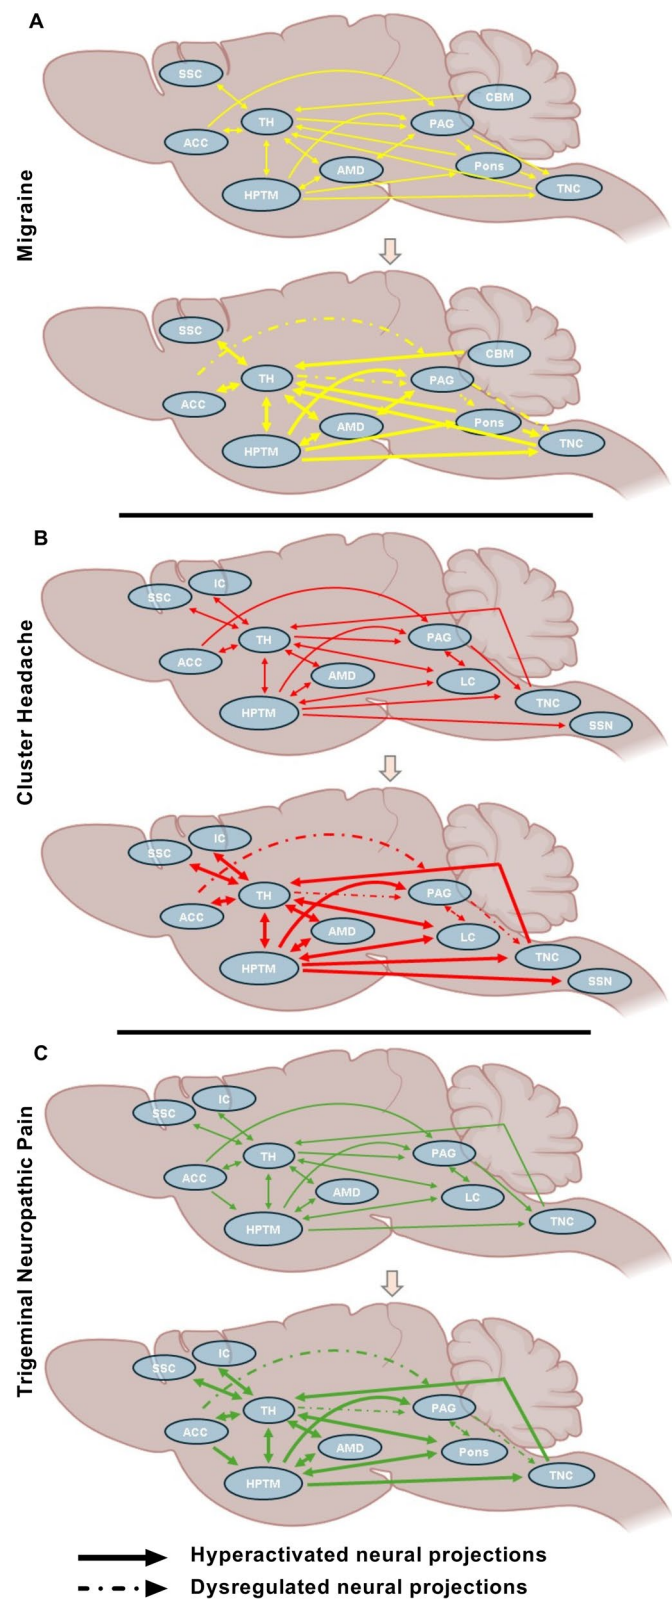 A
Migraine
SSC
CBM
TH
PAG
ACC
AMD
Pons
HPTM
TNC
SSC
CBM
TH
PAG
ACC
AMD
Pons
HPTM
TNC
B
Cluster Headache
IC
SSC
TH
PAG
ACC
AMD
LC
HPTM
TNC
SSN
IC
SSC
TH
PAG
ACC
AMD
LC
HPTM
TNC
SSN
C
Trigeminal Neuropathic Pain
IC
SSC
TH
PAG
ACC
AMD
LC
HPTM
TNC
IC
SSC
TH
PAG
ACC
AMD
Pons
HPTM
TNC
Hyperactivated neural projections
Dysregulated neural projections